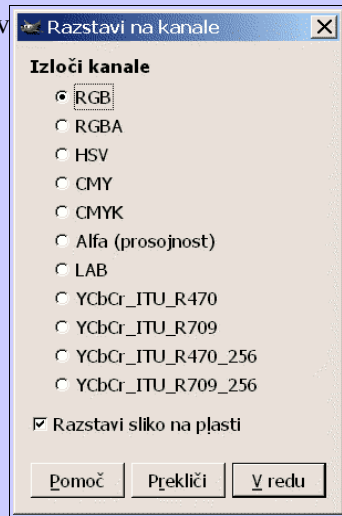 v
Razstavi na kanale
Izloči kanale
RGB
RGBA
HSV
CMY
CMYK
Alfa (prosojnost)
LAB
YCbCr_ITU_R470
YCbCr_ITU_R709
YCbCr_ITU_R470_256
YCbCr_ITU_R709_256
Razstavi sliko na plasti
Pomoč Prekliči V redu